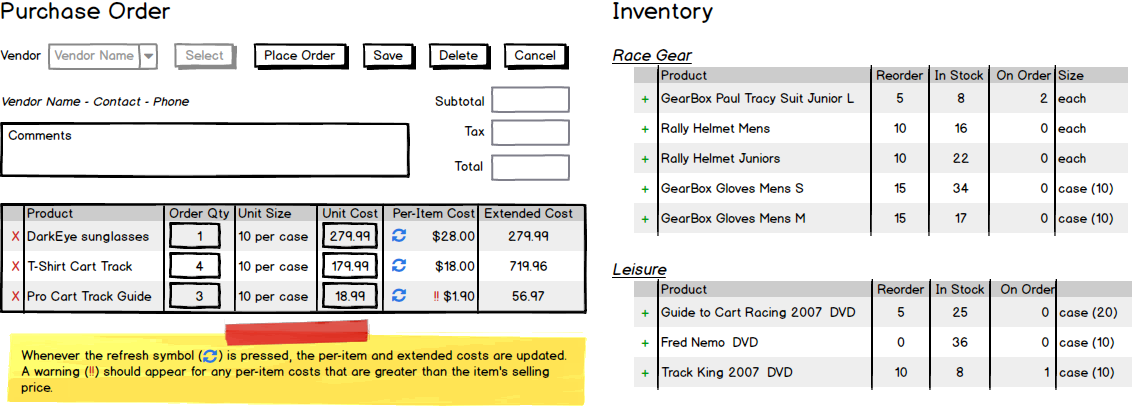 Purchase Order
Vendor Vendor Name Select Place Order Save Delete Cancel
Vendor Name - Contact - Phone
Subtotal
Tax
Total
Comments
Product Order Qty Unit Size Unit Cost Per-Item Cost Extended Cost
X DarkEye sunglasses 1 10 per case 279.99 $28.00 279.99
X T-Shirt Cart Track 4 10 per case 179.99 $18.00 719.96
X Pro Cart Track Guide 3 10 per case 18.99 !! $1.90 56.97
Whenever the refresh symbol ( ) is pressed, the per-item and extended costs are updated.
A warning (!!) should appear for any per-item costs that are greater than the item's selling
price.
Inventory
Race Gear
Product Reorder In Stock On Order Size
+ GearBox Paul Tracy Suit Junior L 5 8 2 each
+ Rally Helmet Mens 10 16 0 each
+ Rally Helmet Juniors 10 22 0 each
+ GearBox Gloves Mens S 15 34 0 case (10)
+ GearBox Gloves Mens M 15 17 0 case (10)
Leisure
Product Reorder In Stock On Order
+ Guide to Cart Racing 2007 DVD 5 25 0 case (20)
+ Fred Nemo DVD 0 36 0 case (10)
+ Track King 2007 DVD 10 8 1 case (10)